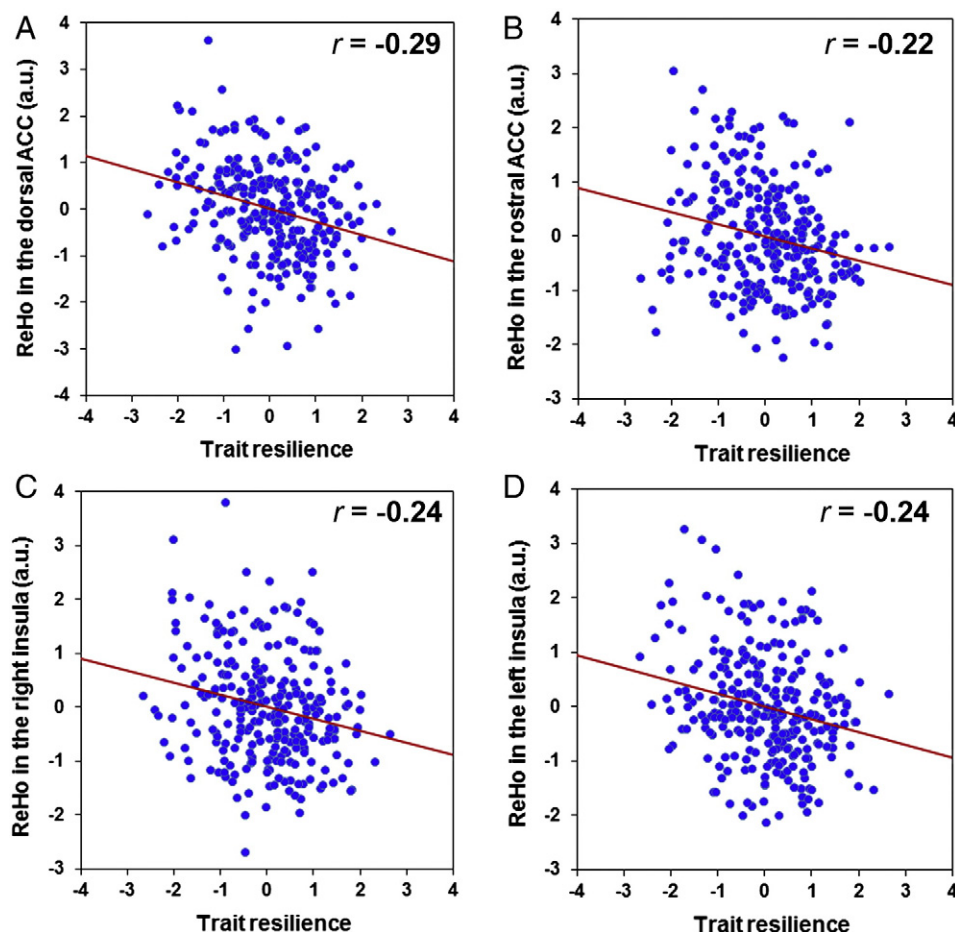 A
r = -0.29
ReHo in the dorsal ACC (a.u.)
4
3
2
1
0
-1
-2
-3
-4
-4 -3 -2 -1 0 1 2 3 4
Trait resilience
B
r = -0.22
ReHo in the rostral ACC (a.u.)
4
3
2
1
0
-1
-2
-3
-4 -3 -2 -1 0 1 2 3 4
Trait resilience
C
r = -0.24
ReHo in the right insula (a.u.)
4
3
2
1
0
-1
-2
-3
-4 -3 -2 -1 0 1 2 3 4
Trait resilience
D
r = -0.24
ReHo in the left insula (a.u.)
4
3
2
1
0
-1
-2
-3
-4 -3 -2 -1 0 1 2 3 4
Trait resilience